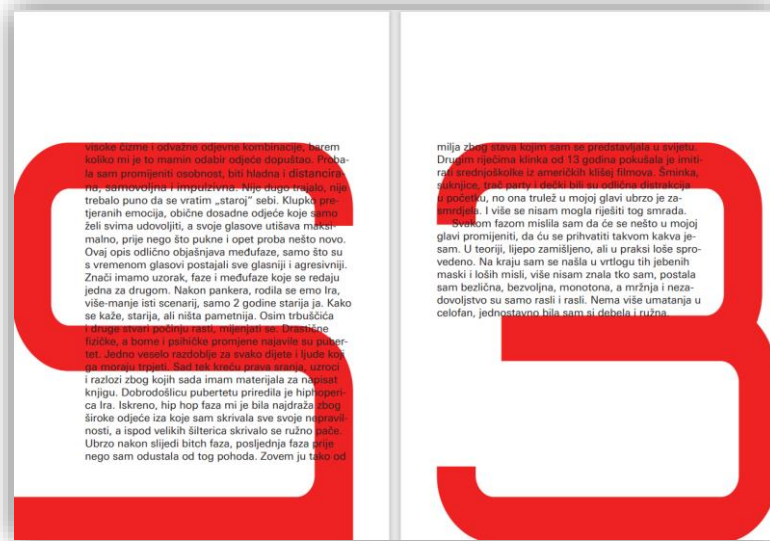 visoke čizme i odvažne odjevne kombinacije, barem
koliko mi je to mamin odabir odjeće dopuštao. Proba-
la sam promijeniti osobnost, biti hladna i distancira-
na, samovoljna i impulzivna. Nije dugo trajalo, nije
trebalo puno da se vratim „staroj” sebi. Klupko pre-
tjeranih emocija, obične dosadne odjeće koje samo
želi svima udovoljiti, a svoje glasove utišava maksi-
malno, prije nego što pukne i opet proba nešto novo.
Ovaj opis odlično objašnjava međufaze, samo što su
s vremenom glasovi postajali sve glasniji i agresivniji.
Znači imamo uzorak, faze i međufaze koje se redaju
jedna za drugom. Nakon pankera, rodila se emo Ira,
više-manje isti scenarij, samo 2 godine starija ja. Kako
se kaže, starija, ali ništa pametnija. Osim trbuščića
i druge stvari počinju rasti, mijenjati se. Drastične
fizičke, a bome i psihičke promjene najavile su puber-
tet. Jedno veselo razdoblje za svako dijete i ljude koji
ga moraju trpjeti. Sad tek kreću prava sranja, uzroci
i razlozi zbog kojih sada imam materijala za napisat
knjigu. Dobrodošlicu pubertetu priredila je hiphoperi-
ca Ira. Iskreno, hip hop faza mi je bila najdraža zbog
široke odjeće iza koje sam skrivala sve svoje nepravil-
nosti, a ispod velikih šilterica skrivalo se ružno pače.
Ubrzo nakon slijedi bitch faza, posljednja faza prije
nego sam odustala od tog pohoda. Zovem ju tako od
milja zbog stava kojim sam se predstavljala u svijetu.
Drugim riječima klinka od 13 godina pokušala je imiti-
rati srednjoškolke iz američkih klišej filmova. Šminka,
suknjice, trač party i dečki bili su odlična distrakcija
u početku, no ona trulež u mojoj glavi ubrzo je za-
smrdjela. I više se nisam mogla riješiti tog smrada.
Svakom fazom mislila sam da će se nešto u mojoj
glavi promijeniti, da ću se prihvatiti takvom kakva je-
sam. U teoriji, lijepo zamišljeno, ali u praksi loše spro-
vedeno. Na kraju sam se našla u vrtlogu tih jebenih
maski i loših misli, više nisam znala tko sam, postala
sam bezlična, bezvoljna, monotona, a mržnja i neza-
dovoljstvo su samo rasli i rasli. Nema više umatanja u
celofan, jednostavno bila sam si debela i ružna.